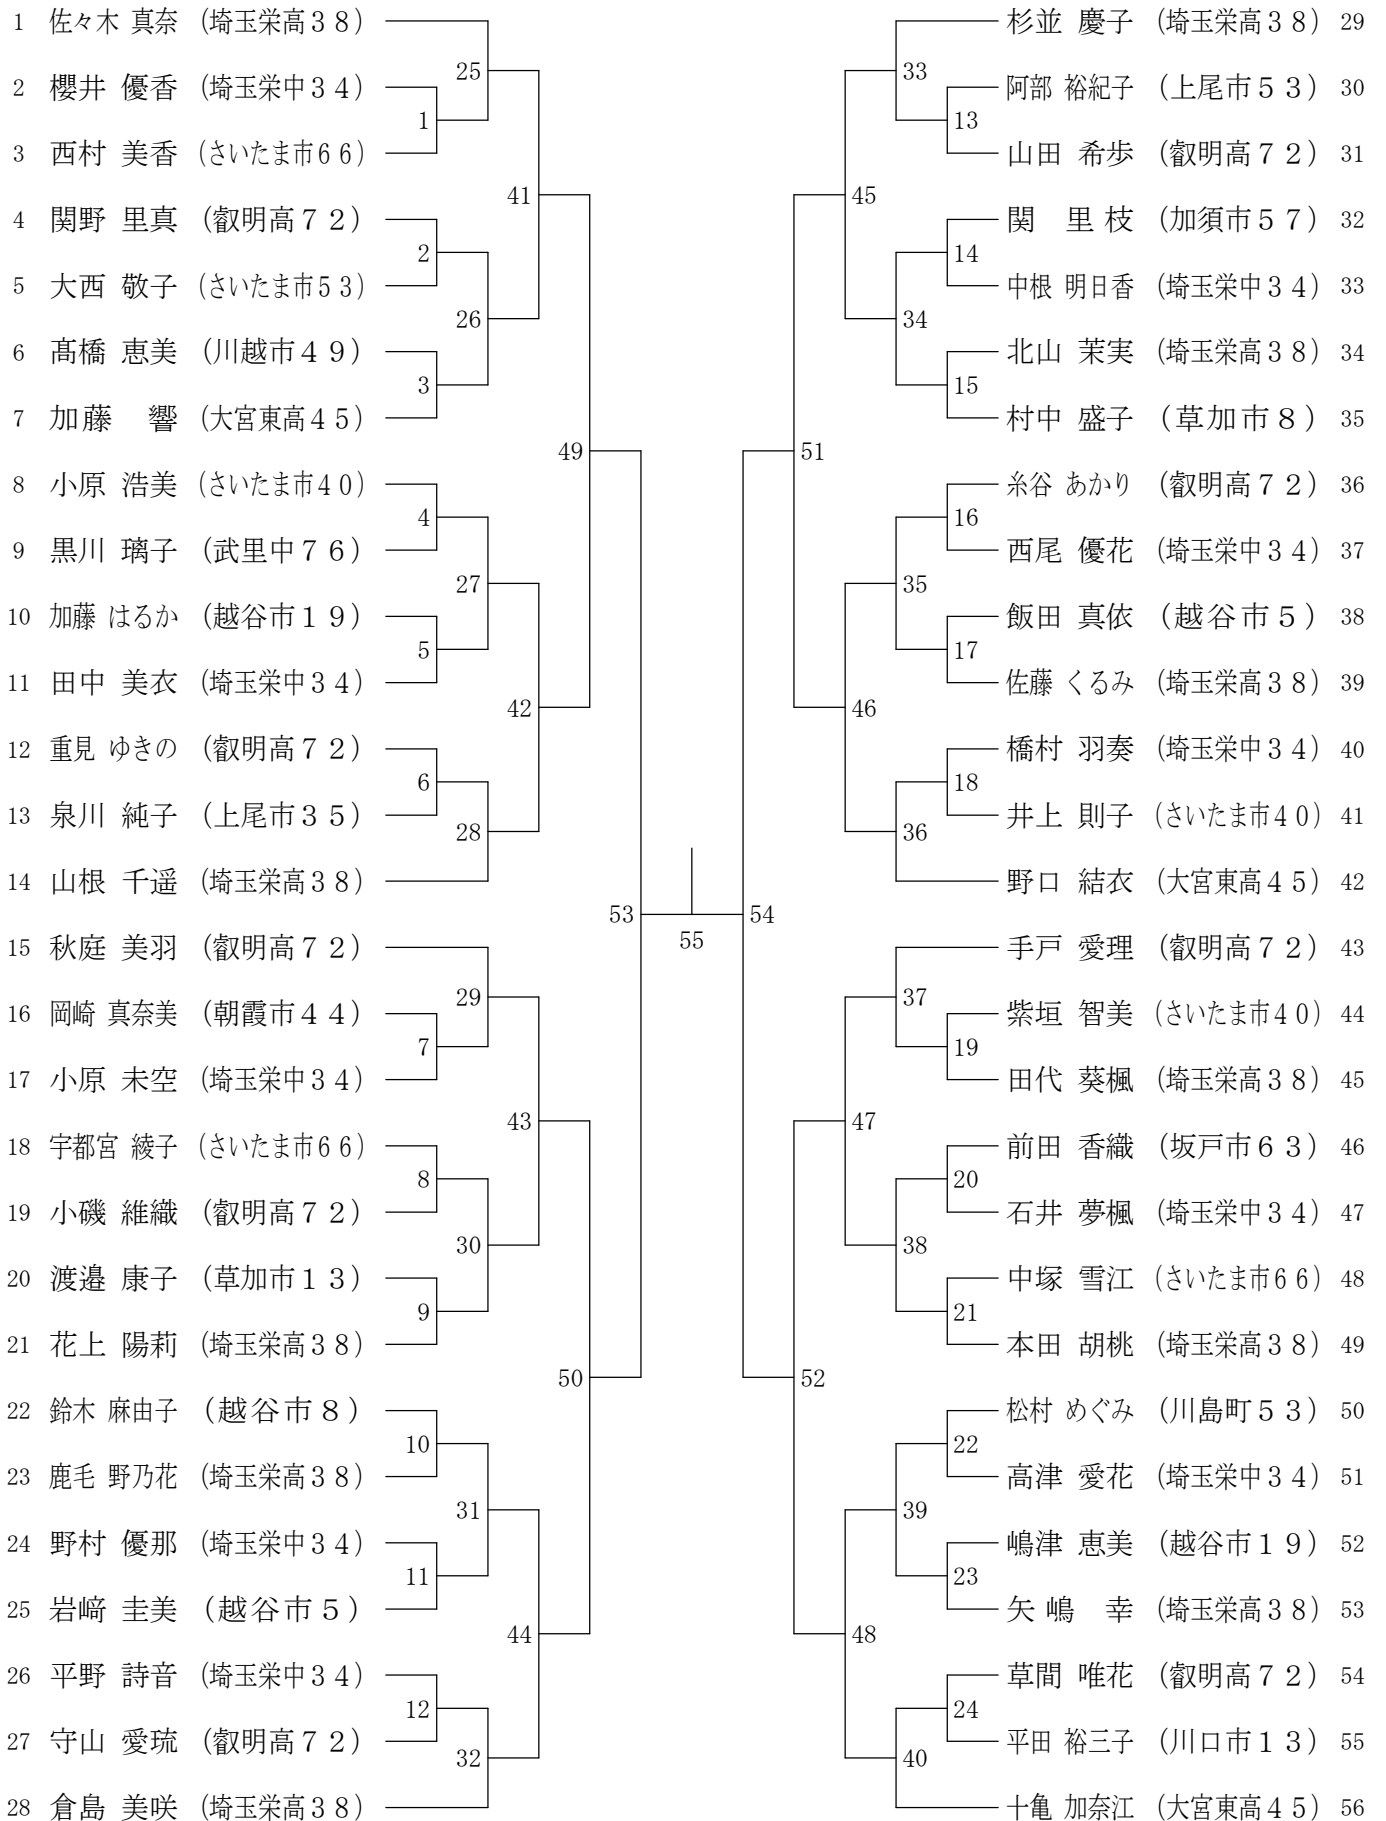 1 佐々木 真奈 (埼玉栄高３８)
2 櫻井 優香 (埼玉栄中３４)
3 西村 美香 (さいたま市６６)
4 関野 里真 (叡明高７２)
5 大西 敬子 (さいたま市５３)
6 髙橋 恵美 (川越市４９)
7 加藤 響 (大宮東高４５)
8 小原 浩美 (さいたま市４０)
9 黒川 璃子 (武里中７６)
10 加藤 はるか (越谷市１９)
11 田中 美衣 (埼玉栄中３４)
12 重見 ゆきの (叡明高７２)
13 泉川 純子 (上尾市３５)
14 山根 千遥 (埼玉栄高３８)
15 秋庭 美羽 (叡明高７２)
16 岡崎 真奈美 (朝霞市４４)
17 小原 未空 (埼玉栄中３４)
18 宇都宮 綾子 (さいたま市６６)
19 小磯 維織 (叡明高７２)
20 渡邉 康子 (草加市１３)
21 花上 陽莉 (埼玉栄高３８)
22 鈴木 麻由子 (越谷市８)
23 鹿毛 野乃花 (埼玉栄高３８)
24 野村 優那 (埼玉栄中３４)
25 岩﨑 圭美 (越谷市５)
26 平野 詩音 (埼玉栄中３４)
27 守山 愛琉 (叡明高７２)
28 倉島 美咲 (埼玉栄高３８)
1
2
3
4
5
6
7
8
9
10
11
12
25
26
27
28
29
30
31
32
41
42
43
44
49
50
53
55
54
51
52
45
46
47
48
33
34
35
36
37
38
39
40
13
14
15
16
17
18
19
20
21
22
23
24
杉並 慶子 (埼玉栄高３８) 29
阿部 裕紀子 (上尾市５３) 30
山田 希歩 (叡明高７２) 31
関 里枝 (加須市５７) 32
中根 明日香 (埼玉栄中３４) 33
北山 茉実 (埼玉栄高３８) 34
村中 盛子 (草加市８) 35
糸谷 あかり (叡明高７２) 36
西尾 優花 (埼玉栄中３４) 37
飯田 真依 (越谷市５) 38
佐藤 くるみ (埼玉栄高３８) 39
橋村 羽奏 (埼玉栄中３４) 40
井上 則子 (さいたま市４０) 41
野口 結衣 (大宮東高４５) 42
手戸 愛理 (叡明高７２) 43
柴垣 智美 (さいたま市４０) 44
田代 葵楓 (埼玉栄高３８) 45
前田 香織 (坂戸市６３) 46
石井 夢楓 (埼玉栄中３４) 47
中塚 雪江 (さいたま市６６) 48
本田 胡桃 (埼玉栄高３８) 49
松村 めぐみ (川島町５３) 50
高津 愛花 (埼玉栄中３４) 51
嶋津 恵美 (越谷市１９) 52
矢嶋 幸 (埼玉栄高３８) 53
草間 唯花 (叡明高７２) 54
平田 裕三子 (川口市１３) 55
十亀 加奈江 (大宮東高４５) 56